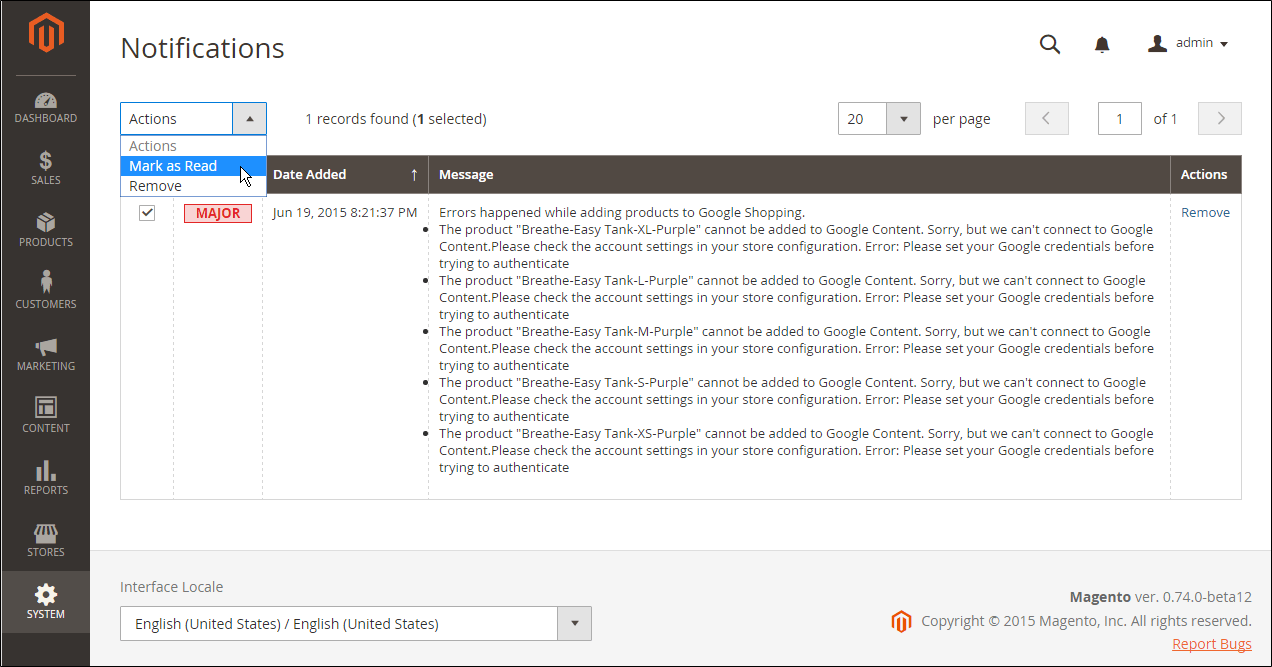 Notifications
admin
DASHBOARD
SALES
PRODUCTS
CUSTOMERS
MARKETING
CONTENT
REPORTS
STORES
SYSTEM
Actions
1 records found (1 selected)
20
per page
1
of 1
Actions
Mark as Read
Remove
Date Added
Message
Actions
MAJOR
Jun 19, 2015 8:21:37 PM
Errors happened while adding products to Google Shopping.
Remove
The product "Breathe-Easy Tank-XL-Purple" cannot be added to Google Content. Sorry, but we can't connect to Google
Content.Please check the account settings in your store configuration. Error: Please set your Google credentials before
trying to authenticate
The product "Breathe-Easy Tank-L-Purple" cannot be added to Google Content. Sorry, but we can't connect to Google
Content.Please check the account settings in your store configuration. Error: Please set your Google credentials before
trying to authenticate
The product "Breathe-Easy Tank-M-Purple" cannot be added to Google Content. Sorry, but we can't connect to Google
Content.Please check the account settings in your store configuration. Error: Please set your Google credentials before
trying to authenticate
The product "Breathe-Easy Tank-S-Purple" cannot be added to Google Content. Sorry, but we can't connect to Google
Content.Please check the account settings in your store configuration. Error: Please set your Google credentials before
trying to authenticate
The product "Breathe-Easy Tank-XS-Purple" cannot be added to Google Content. Sorry, but we can't connect to Google
Content.Please check the account settings in your store configuration. Error: Please set your Google credentials before
trying to authenticate
Interface Locale
English (United States) / English (United States)
Magento ver. 0.74.0-beta12
Copyright © 2015 Magento, Inc. All rights reserved.
Report Bugs